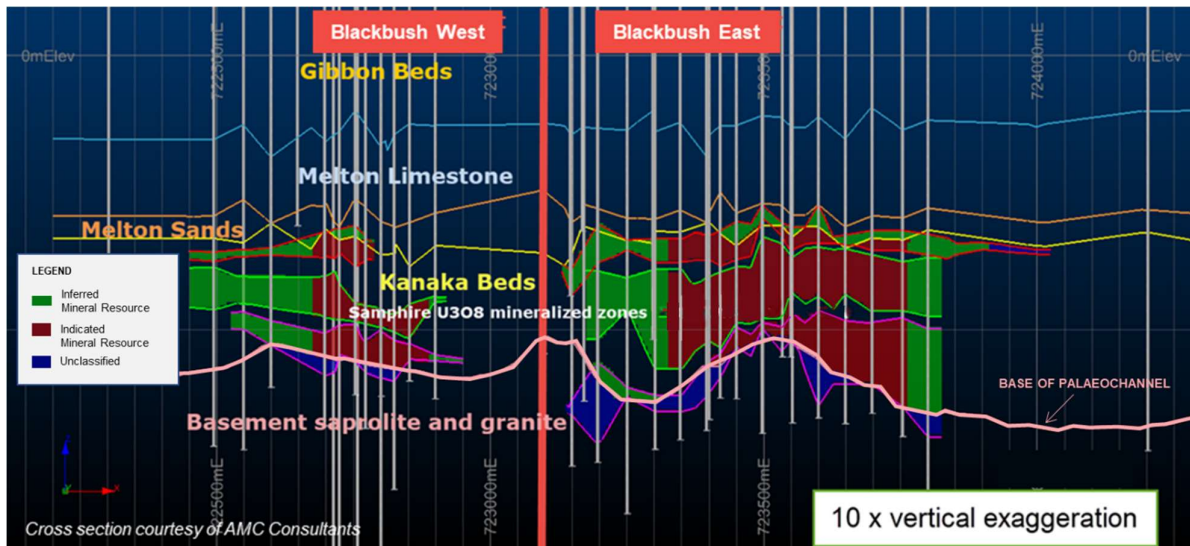 Blackbush West
Blackbush East
0mElev
0mElev
722500mE
723000mE
723500mE
724000mE
Gibbon Beds
Melton Limestone
Melton Sands
Kanaka Beds
Samphire U3O8 mineralized zones
LEGEND
Inferred
Mineral Resource
Indicated
Mineral Resource
Unclassified
BASE OF PALAEOCHANNEL
Basement saprolite and granite
722500mE
723000mE
723500mE
Cross section courtesy of AMC Consultants
10 x vertical exaggeration